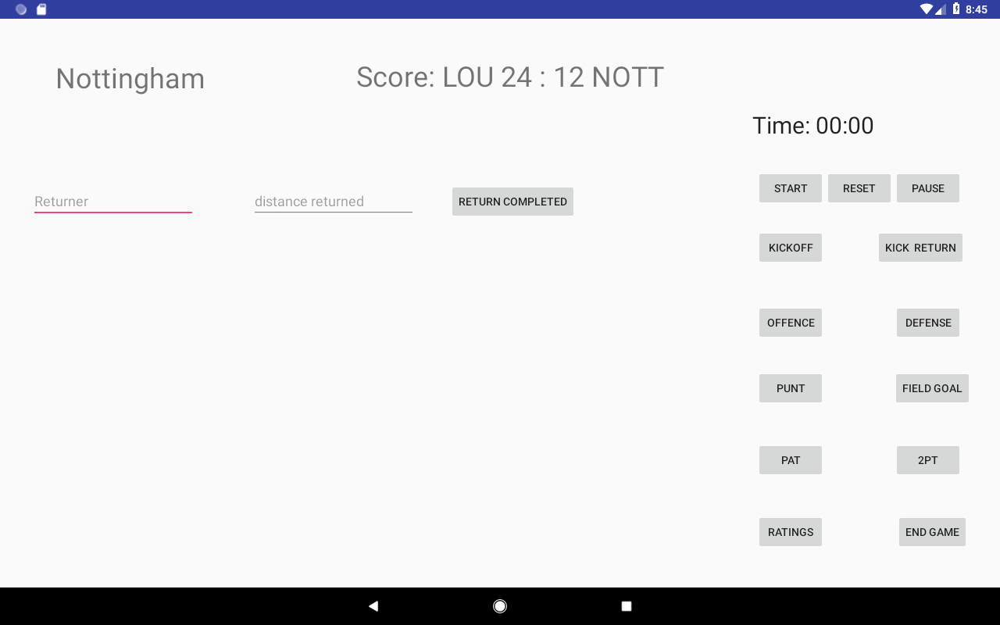 8:45
Nottingham
Score: LOU 24 : 12 NOTT
Time: 00:00
Returner
distance returned
RETURN COMPLETED
START
RESET
PAUSE
KICKOFF
KICK RETURN
OFFENCE
DEFENSE
PUNT
FIELD GOAL
PAT
2PT
RATINGS
END GAME